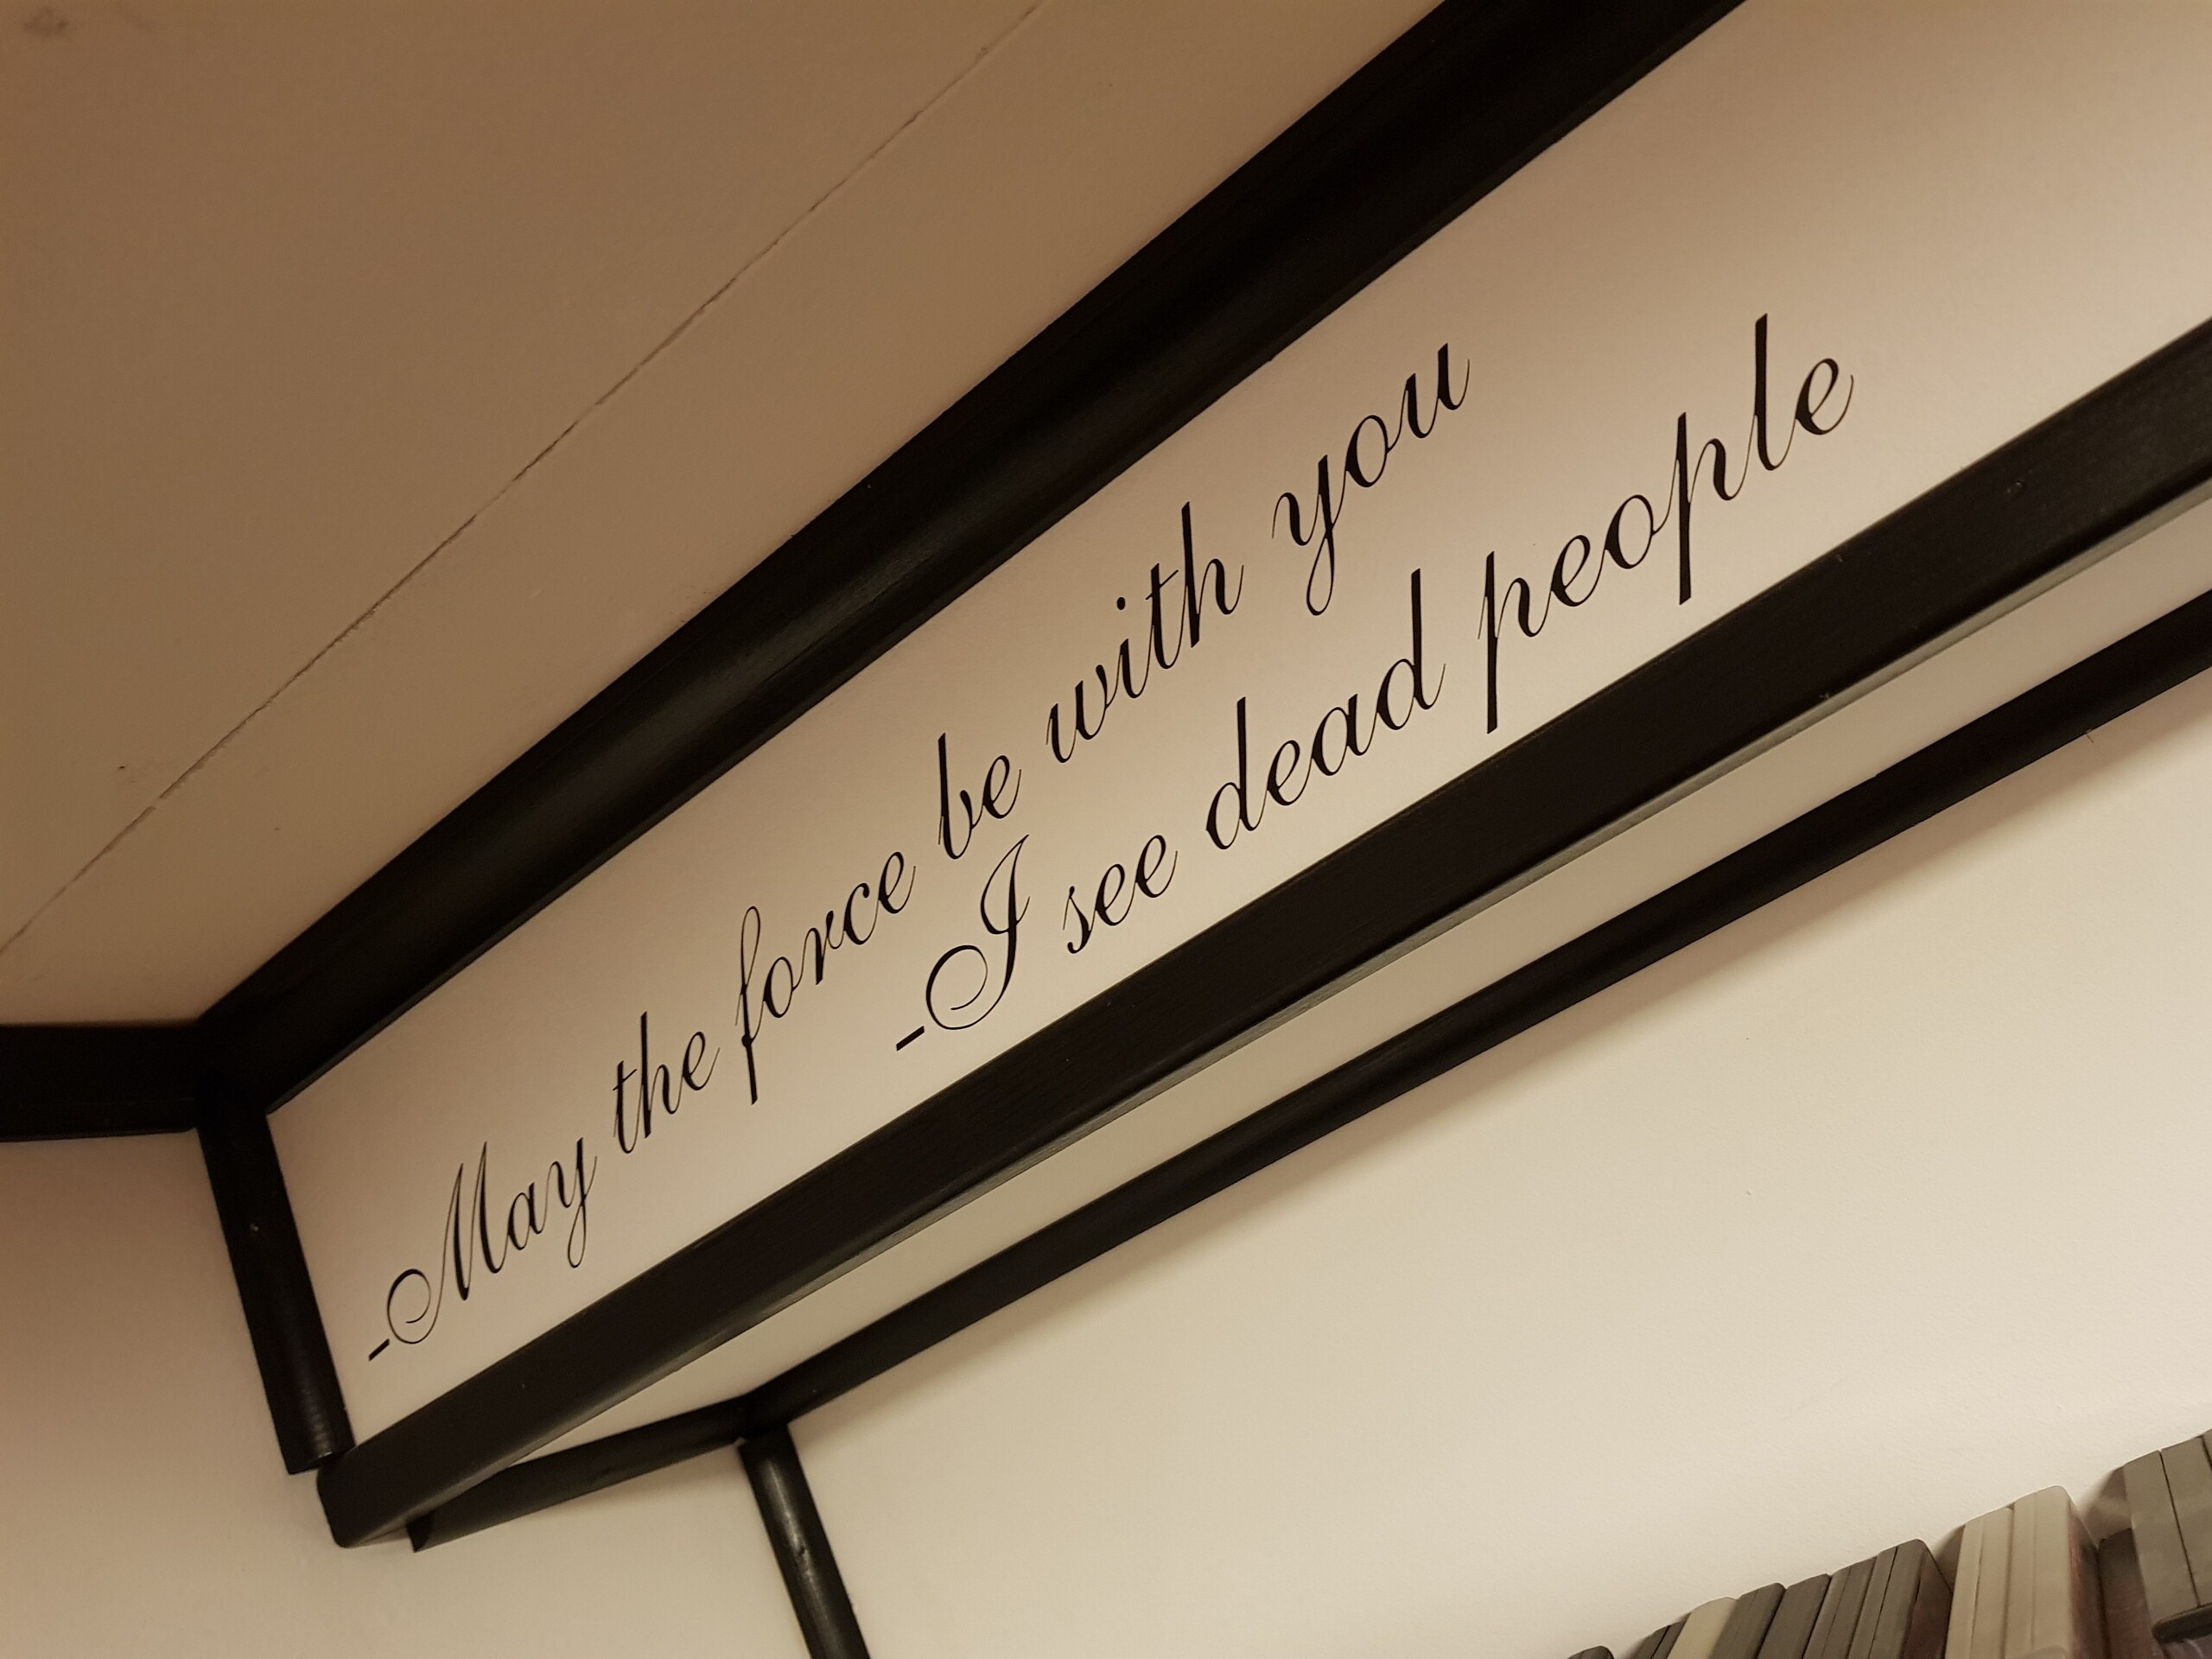 -May the force be with you
-I see dead people